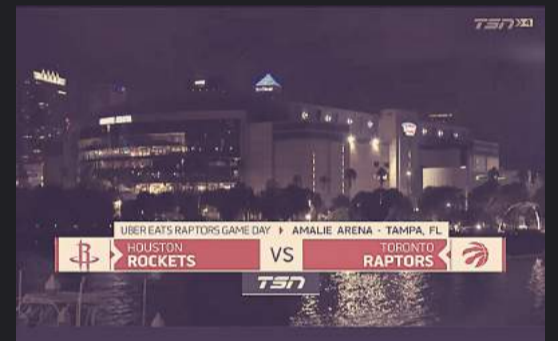 TSN 4
UBER EATS RAPTORS GAME DAY AMALIE ARENA - TAMPA, FL
HOUSTON
ROCKETS
VS
TORONTO
RAPTORS
TSN